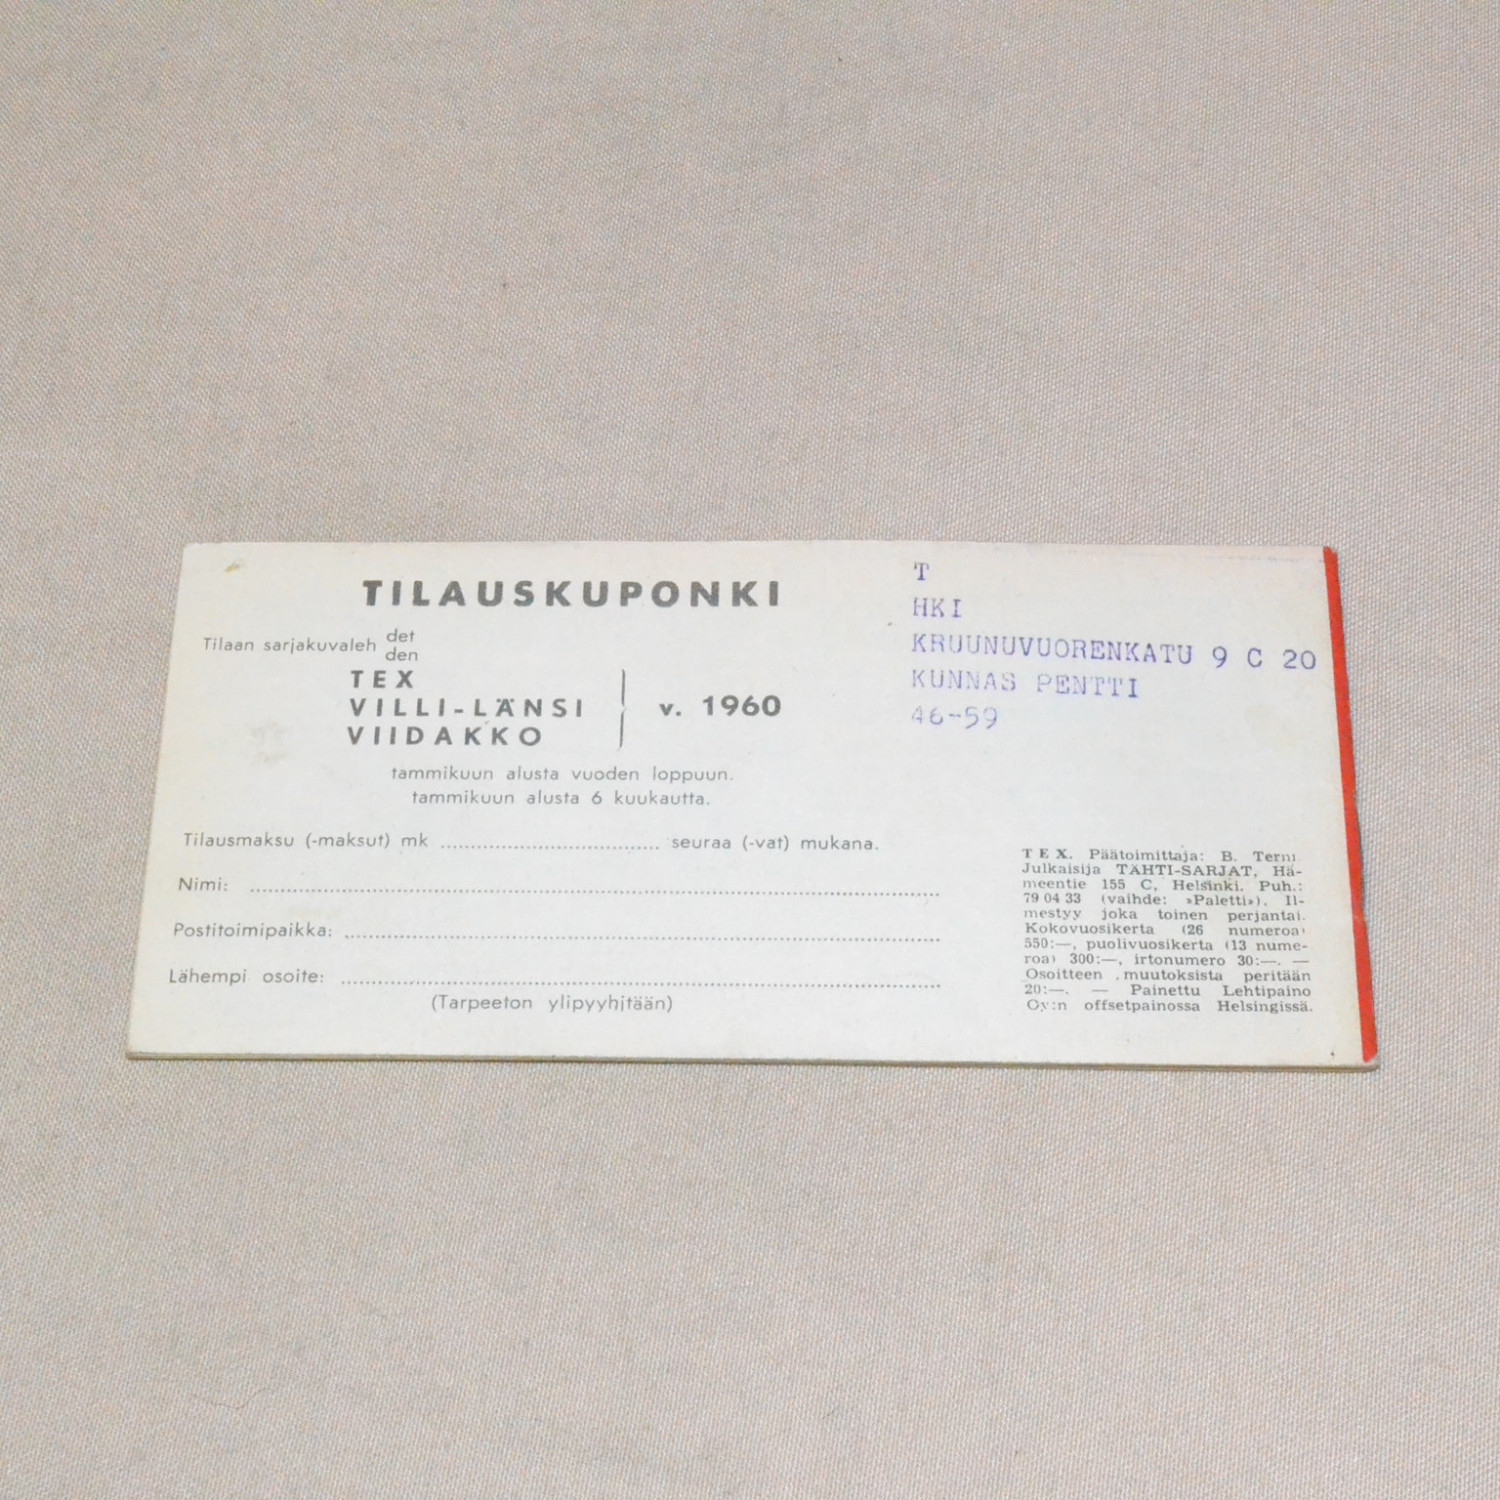 TILAUSKUPONKI
Tilaan sarjakuvaleh det
den
TEX
VILLI-LÄNSI
VIIDAKKO
v. 1960
tammikuun alusta vuoden loppuun.
tammikuun alusta 6 kuukautta.
Tilausmaksu (-maksut) mk ........................ seuraa (-vat) mukana.
Nimi:
Postitoimipaikka:
Lähempi osoite:
(Tarpeeton ylipyyhitään)
T
HKI
KRUUNUVUORENKATU 9 C 20
KUNNAS PENTTI
46-59
TEX. Päätoimittaja: B. Terni
Julkaisija TÄHTI-SARJAT, Hä-
meentie 155 C, Helsinki. Puh.:
79 04 33 (vaihde: »Paletti»). Il-
mestyy joka toinen perjantai.
Kokovuosikerta (26 numeroa)
550:—, puolivuosikerta (13 nume-
roa) 300:—, irtonumero 30:—. —
Osoitteen muutoksista peritään
20:—. — Painettu Lehtipaino
Oy:n offsetpainossa Helsingissä.